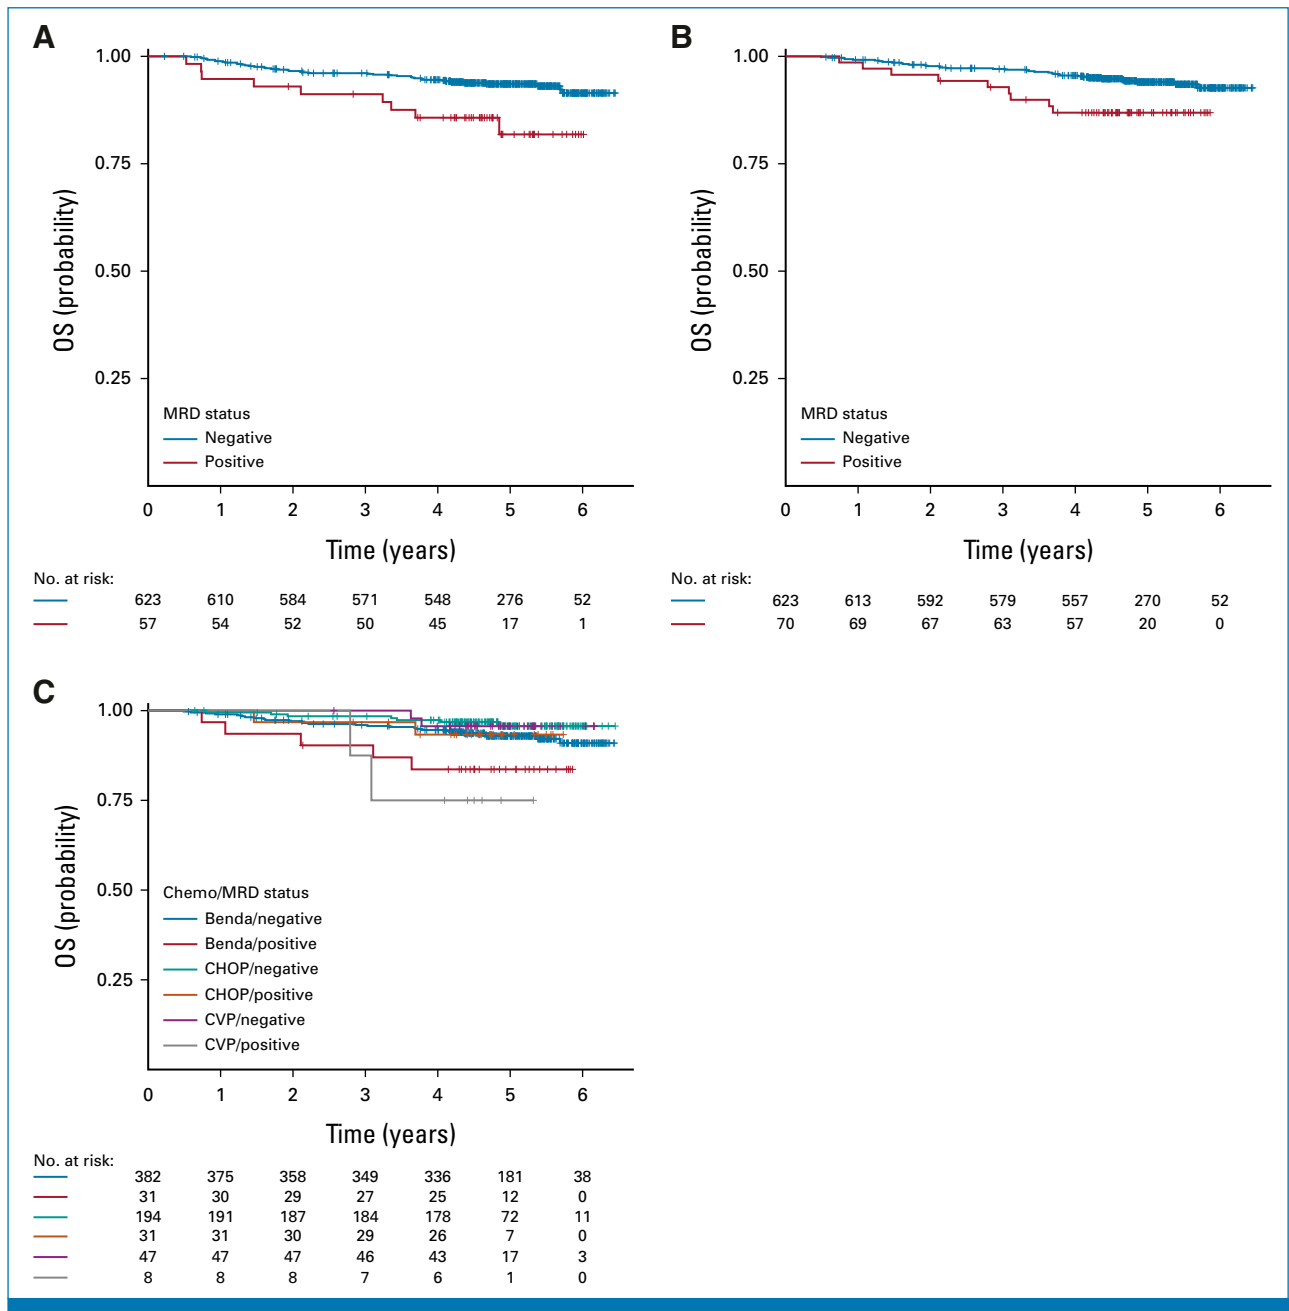 A
1.00
0.75
0.50
0.25
OS (probability)
MRD status
Negative
Positive
0 1 2 3 4 5 6
Time (years)
No. at risk:
623 610 584 571 548 276 52
57 54 52 50 45 17 1
B
1.00
0.75
0.50
0.25
OS (probability)
MRD status
Negative
Positive
0 1 2 3 4 5 6
Time (years)
No. at risk:
623 613 592 579 557 270 52
70 69 67 63 57 20 0
C
1.00
0.75
0.50
0.25
OS (probability)
Chemo/MRD status
Benda/negative
Benda/positive
CHOP/negative
CHOP/positive
CVP/negative
CVP/positive
0 1 2 3 4 5 6
Time (years)
No. at risk:
382 375 358 349 336 181 38
31 30 29 27 25 12 0
194 191 187 184 178 72 11
31 31 30 29 26 7 0
47 47 47 46 43 17 3
8 8 8 7 6 1 0